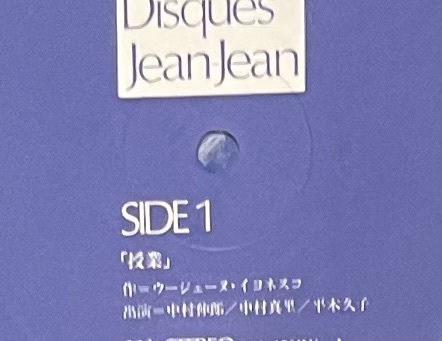 Disques
Jean-Jean
SIDE 1
「授業」
作＝ウージェーヌ・イヨネスコ
出演＝中村伸郎／中村真里／平木久子
STEREO